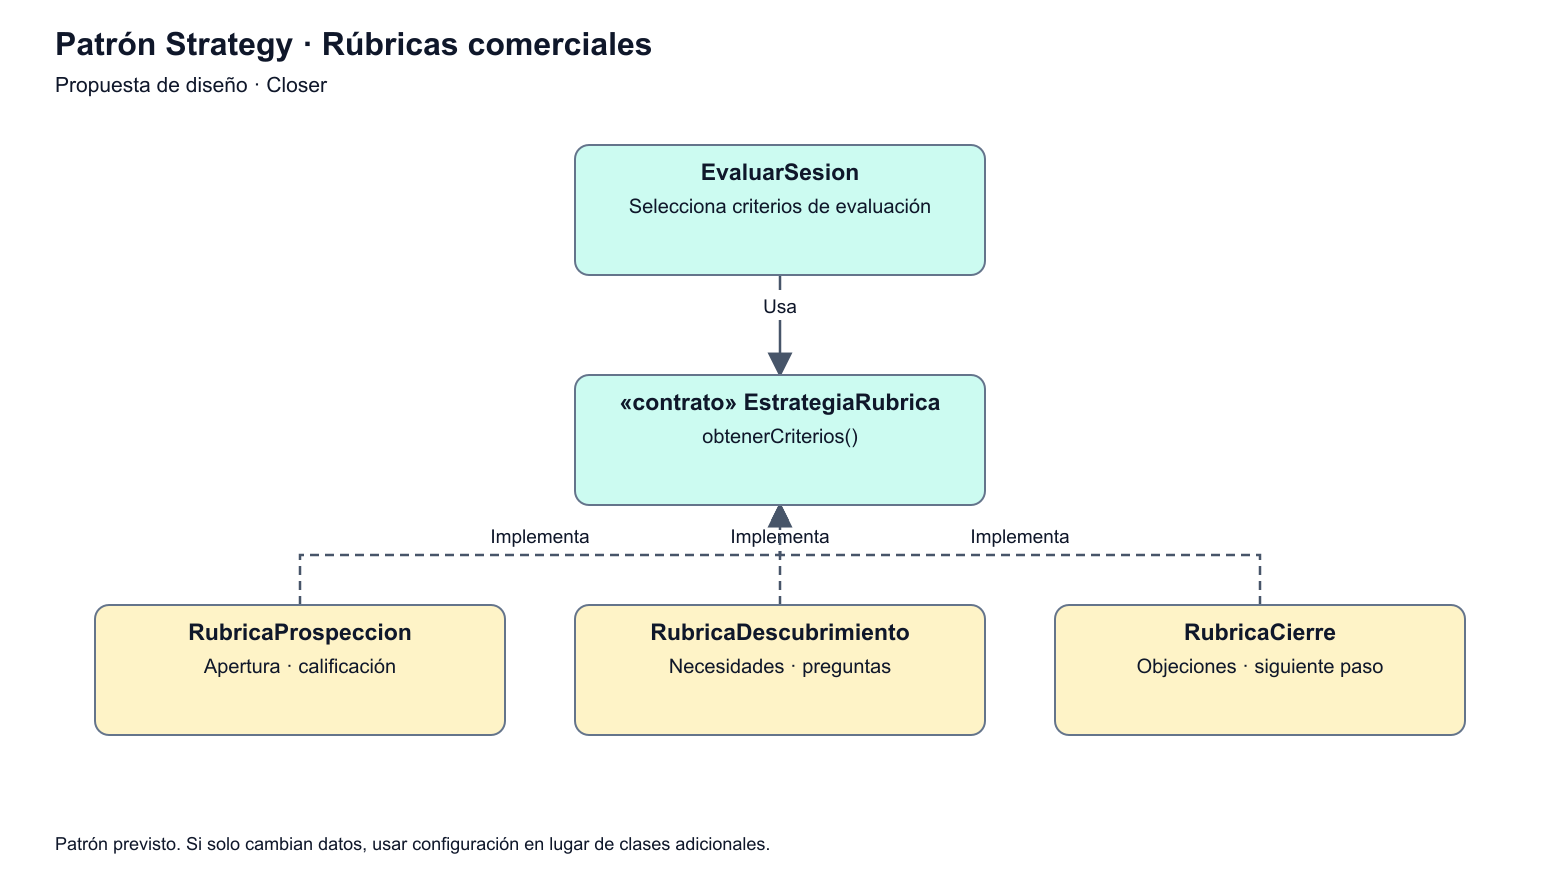 Patrón Strategy · Rúbricas comerciales
Propuesta de diseño · Closer
EvaluarSesion
Selecciona criterios de evaluación
Usa
«contrato» EstrategiaRubrica
obtenerCriterios()
Implementa
Implementa
Implementa
RubricaProspeccion
Apertura · calificación
RubricaDescubrimiento
Necesidades · preguntas
RubricaCierre
Objeciones · siguiente paso
Patrón previsto. Si solo cambian datos, usar configuración en lugar de clases adicionales.